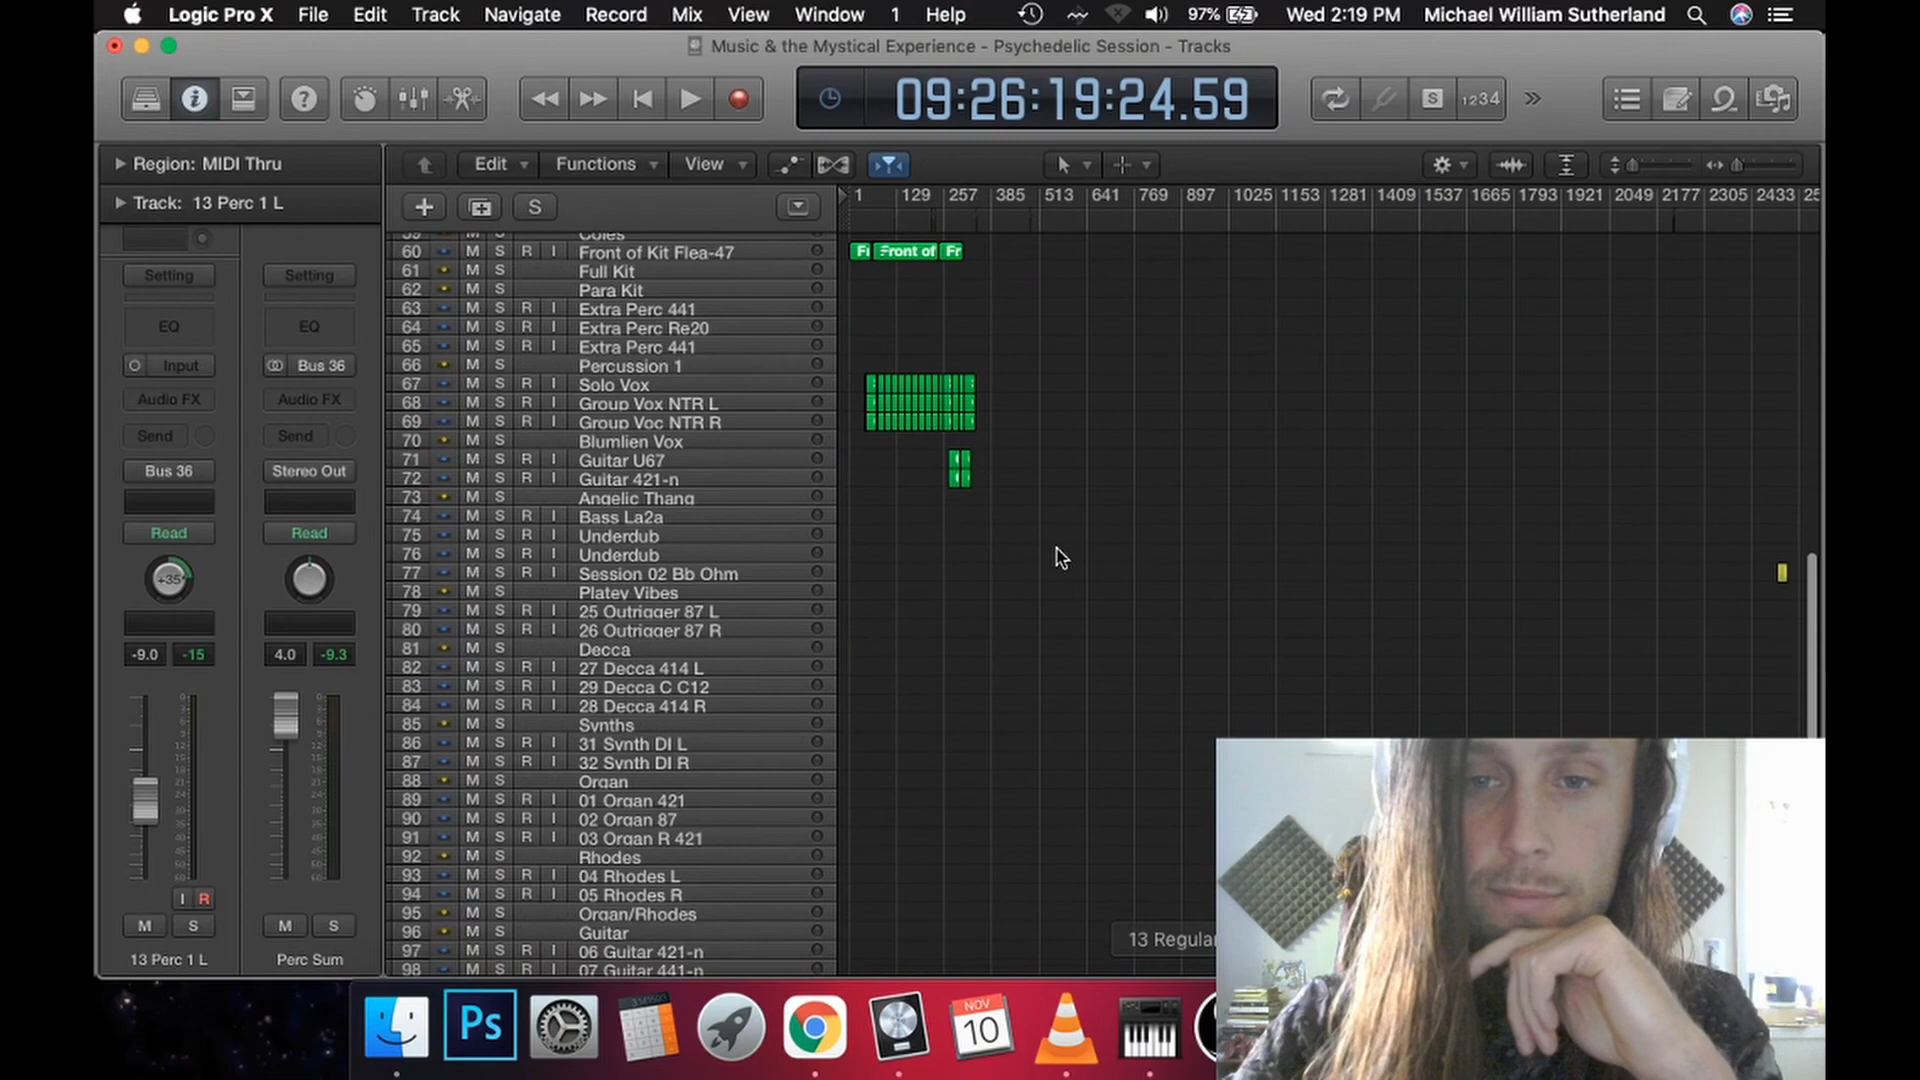 Logic Pro X File Edit Track Navigate Record Mix View Window 1 Help 97% Wed 2:19 PM Michael William Sutherland
Music & the Mystical Experience - Psychedelic Session - Tracks
09:26:19:24.59
S 1234
Region: MIDI Thru
Edit Functions View
Track: 13 Perc 1 L
S
1 129 257 385 513 641 769 897 1025 1153 1281 1409 1537 1665 1793 1921 2049 2177 2305 2433
59 M S Coles
60 M S R I Front of Kit Flea-47
Front of
Fr
61 M S Full Kit
62 M S Para Kit
63 M S R I Extra Perc 441
64 M S R I Extra Perc Re20
65 M S R I Extra Perc 441
66 M S Percussion 1
67 M S R I Solo Vox
68 M S R I Group Vox NTR L
69 M S R I Group Voc NTR R
70 M S Blumlien Vox
71 M S R I Guitar U67
72 M S R I Guitar 421-n
73 M S Angelic Thang
74 M S R I Bass La2a
75 M S R I Underdub
76 M S R I Underdub
77 M S R I Session 02 Bb Ohm
78 M S Platey Vibes
79 M S R I 25 Outrigger 87 L
80 M S R I 26 Outrigger 87 R
81 M S Decca
82 M S R I 27 Decca 414 L
83 M S R I 29 Decca C C12
84 M S R I 28 Decca 414 R
85 M S Synths
86 M S R I 31 Synth DI L
87 M S R I 32 Synth DI R
88 M S Organ
89 M S R I 01 Organ 421
90 M S R I 02 Organ 87
91 M S R I 03 Organ R 421
92 M S Rhodes
93 M S R I 04 Rhodes L
94 M S R I 05 Rhodes R
95 M S Organ/Rhodes
96 M S Guitar
97 M S R I 06 Guitar 421-n
98 M S R I 07 Guitar 441-n
Setting Setting
EQ EQ
Input Bus 36
Audio FX Audio FX
Send Send
Bus 36 Stereo Out
Read Read
+35
-9.0 -15 4.0 -9.3
I R
M S M S
13 Perc 1 L Perc Sum
13 Regular
Ps
NOV
10